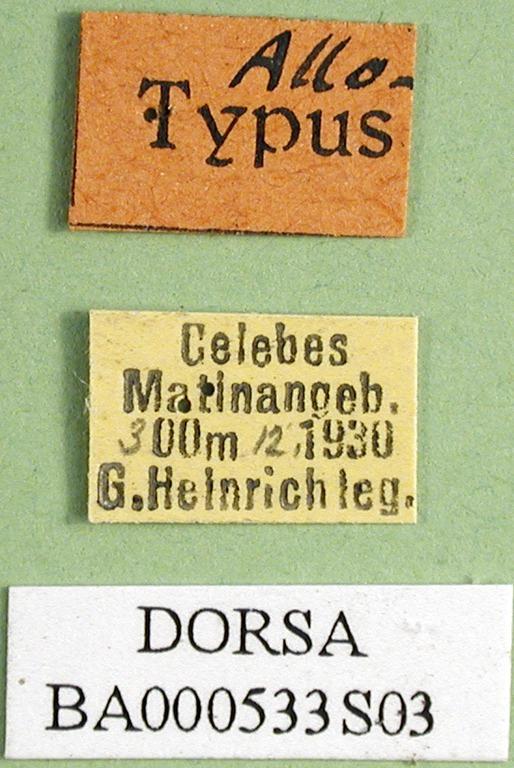 Allo-
Typus
Celebes
Matinangeb.
300m 12.1930
G.Heinrich leg.
DORSA
BA000533S03